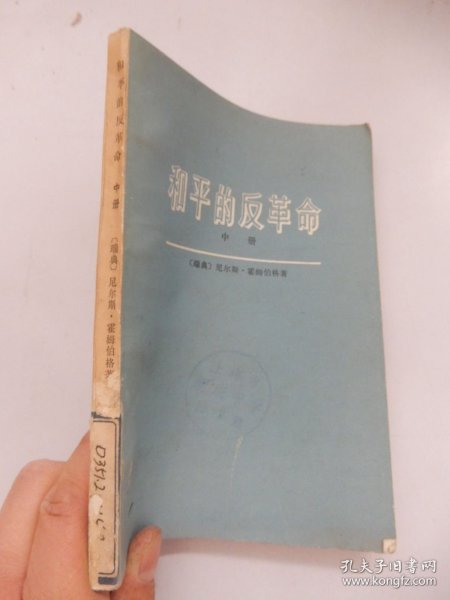 和平的反革命
中册
〔瑞典〕尼尔斯·霍姆伯格著
和平的反革命 中册 〔瑞典〕尼尔斯·霍姆伯格著
D351.2
孔夫子旧书网
www.kongfz.com